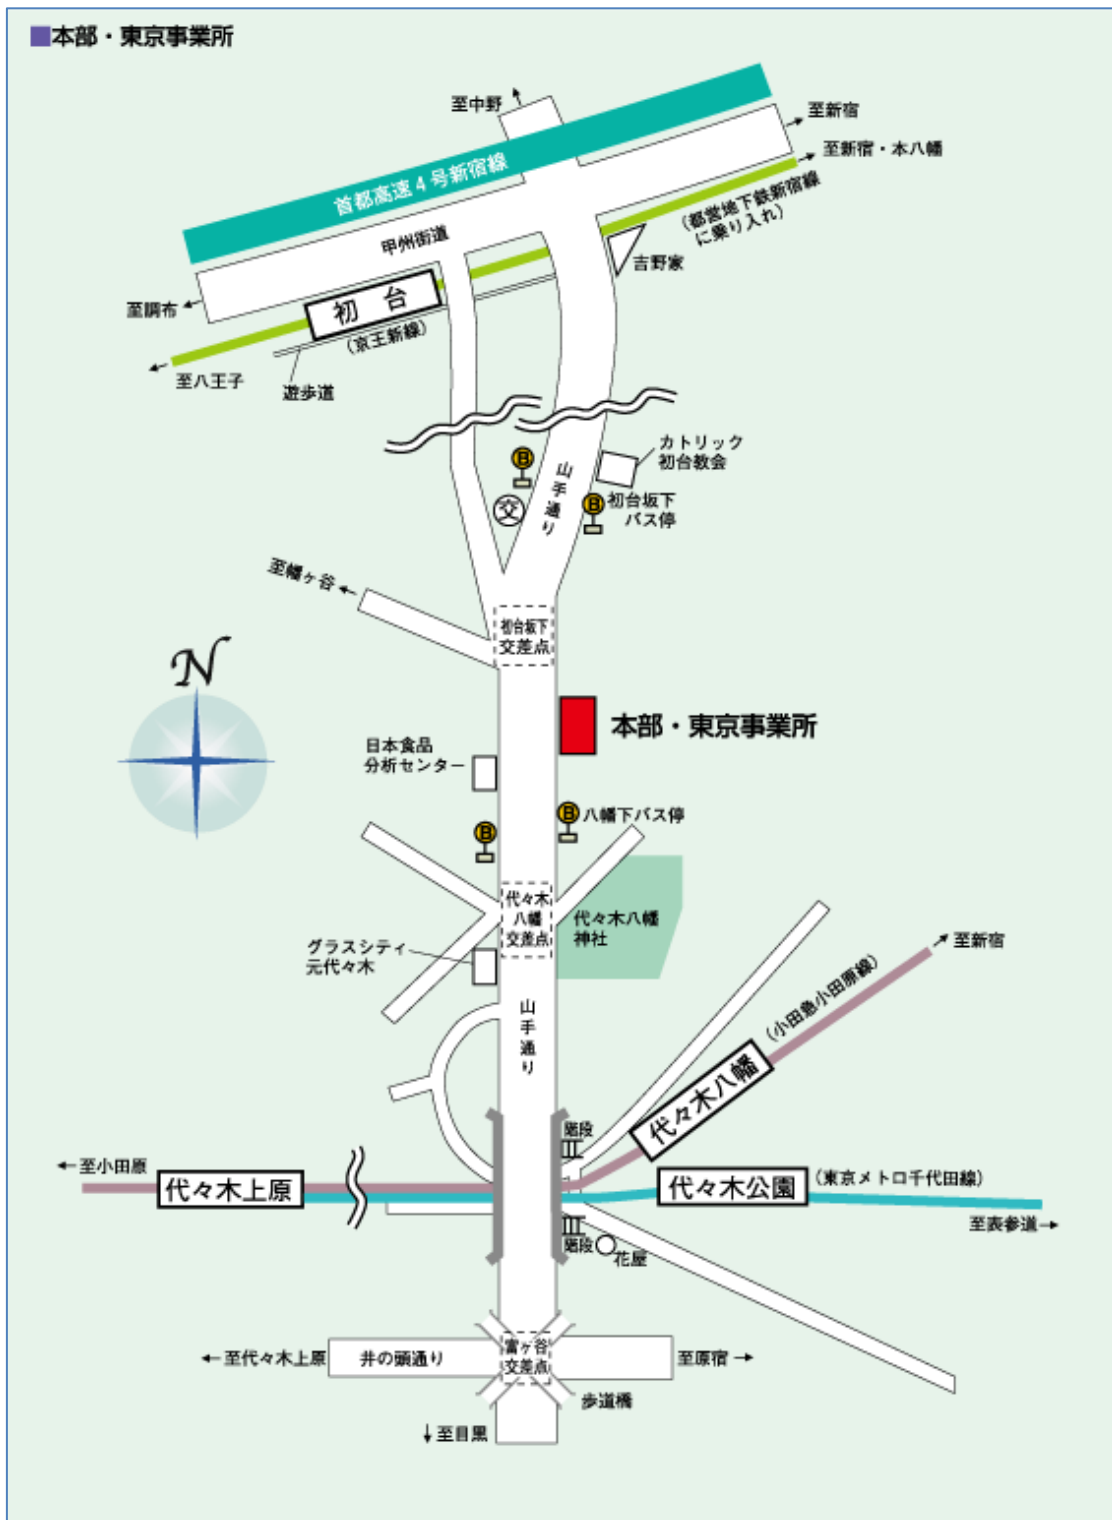 ■本部・東京事業所
至中野
至新宿
至新宿・本八幡
首都高速4号新宿線
(都営地下鉄新宿線
に乗り入れ)
甲州街道
吉野家
至調布
初 台
(京王新線)
至八王子
遊歩道
カトリック
初台教会
B
山手通り
B
初台坂下
バス停
交
至幡ヶ谷
初台坂下
交差点
N
本部・東京事業所
日本食品
分析センター
B
八幡下バス停
B
代々木
八幡
交差点
代々木八幡
神社
グラスシティ
元代々木
至新宿
(小田急小田原線)
山手通り
代々木八幡
階段
至小田原
代々木上原
代々木公園
(東京メトロ千代田線)
至表参道
階段
花屋
富ヶ谷
交差点
至代々木上原
井の頭通り
至原宿
歩道橋
至目黒